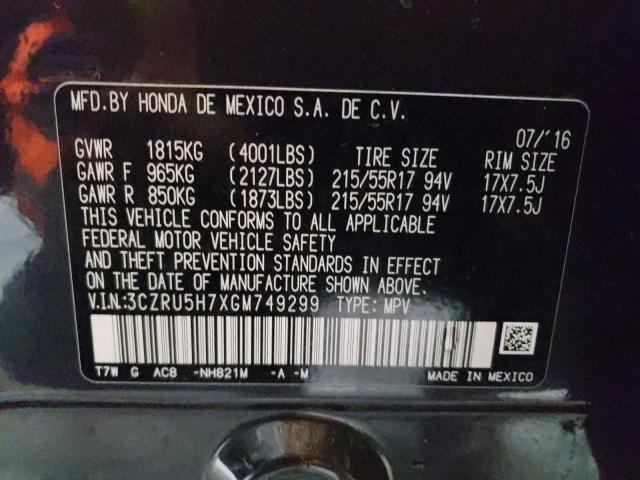 MFD.BY HONDA DE MEXICO S.A. DE C.V.
07/'16
GVWR 1815KG (4001LBS) TIRE SIZE RIM SIZE
GAWR F 965KG (2127LBS) 215/55R17 94V 17X7.5J
GAWR R 850KG (1873LBS) 215/55R17 94V 17X7.5J
THIS VEHICLE CONFORMS TO ALL APPLICABLE
FEDERAL MOTOR VEHICLE SAFETY
AND THEFT PREVENTION STANDARDS IN EFFECT
ON THE DATE OF MANUFACTURE SHOWN ABOVE.
V.I.N.:3CZRU5H7XGM749299 TYPE: MPV
T7W G AC8 -NH821M -A -M MADE IN MEXICO